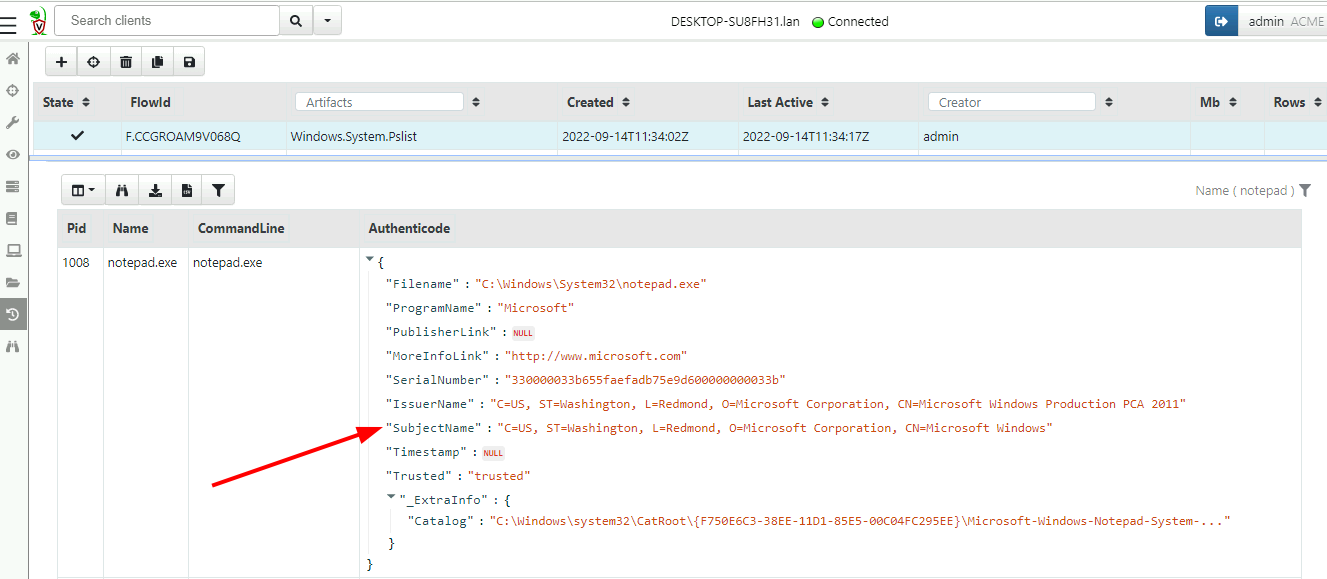 Search clients DESKTOP-SU8FH31.lan Connected admin ACME
State FlowId Artifacts Created Last Active Creator Mb Rows
F.CCGROAM9V068Q Windows.System.Pslist 2022-09-14T11:34:02Z 2022-09-14T11:34:17Z admin
Name ( notepad )
Pid Name CommandLine Authenticode
1008 notepad.exe notepad.exe {
"Filename" : "C:\Windows\System32\notepad.exe"
"ProgramName" : "Microsoft"
"PublisherLink" : NULL
"MoreInfoLink" : "http://www.microsoft.com"
"SerialNumber" : "330000033b655faefadb75e9d600000000033b"
"IssuerName" : "C=US, ST=Washington, L=Redmond, O=Microsoft Corporation, CN=Microsoft Windows Production PCA 2011"
"SubjectName" : "C=US, ST=Washington, L=Redmond, O=Microsoft Corporation, CN=Microsoft Windows"
"Timestamp" : NULL
"Trusted" : "trusted"
"_ExtraInfo" : {
"Catalog" : "C:\Windows\system32\CatRoot\{F750E6C3-38EE-11D1-85E5-00C04FC295EE}\Microsoft-Windows-Notepad-System-..."
}
}